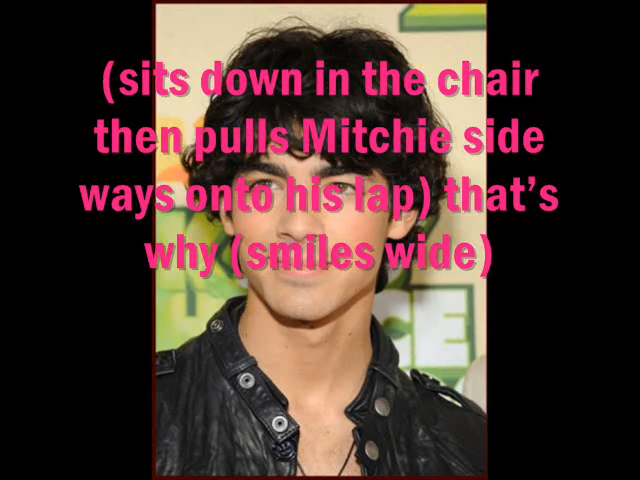 (sits down in the chair
then pulls Mitchie side
ways onto his lap) that's
why (smiles wide)